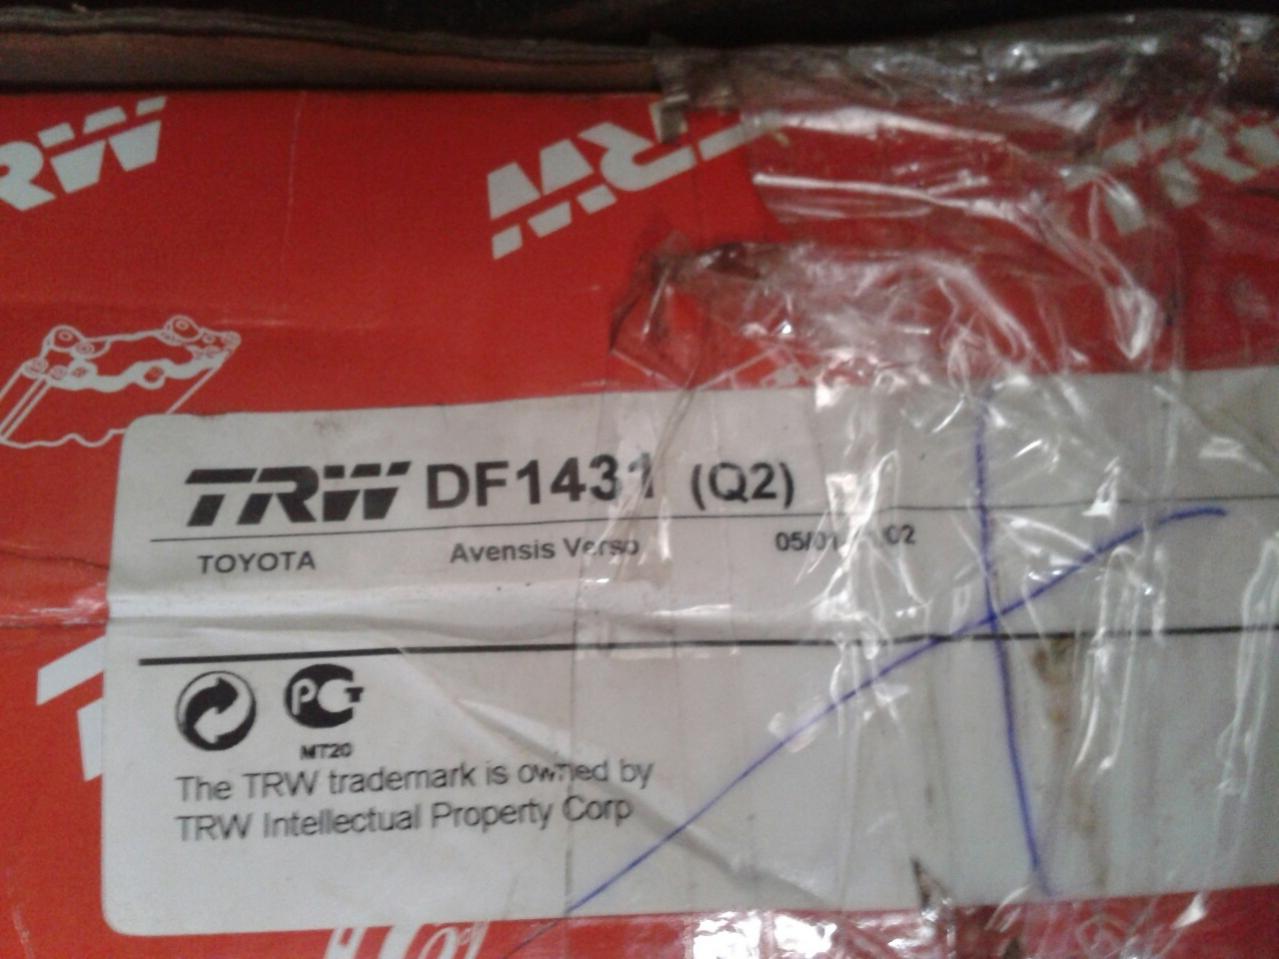 TRW
TRW
TRW DF1431 (Q2)
TOYOTA Avensis Verso
PCT
MT20
The TRW trademark is owned by
TRW Intellectual Property Corp